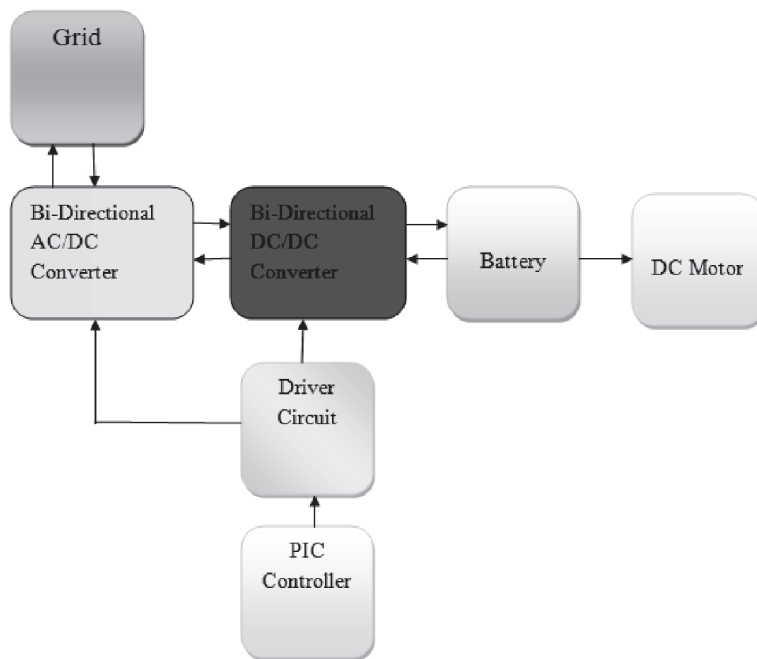 Grid
Bi-Directional
AC/DC
Converter
Bi-Directional
DC/DC
Converter
Battery
DC Motor
Driver
Circuit
PIC
Controller